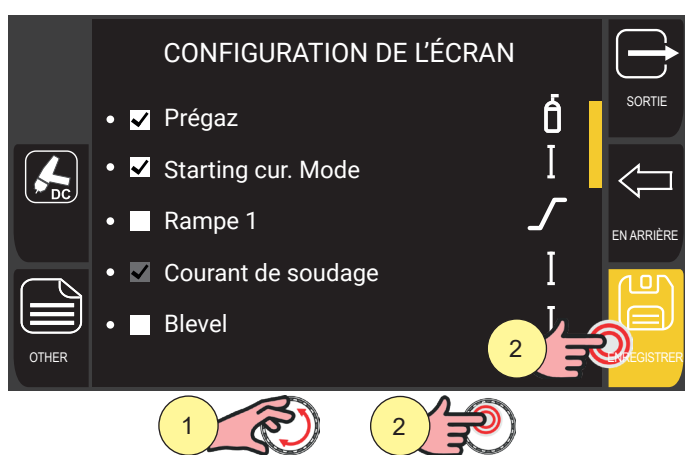 CONFIGURATION DE L'ÉCRAN
SORTIE
Prégaz
Starting cur. Mode
DC
Rampe 1
EN ARRIÈRE
Courant de soudage
Blevel
OTHER
2
ENREGISTRER
1
2